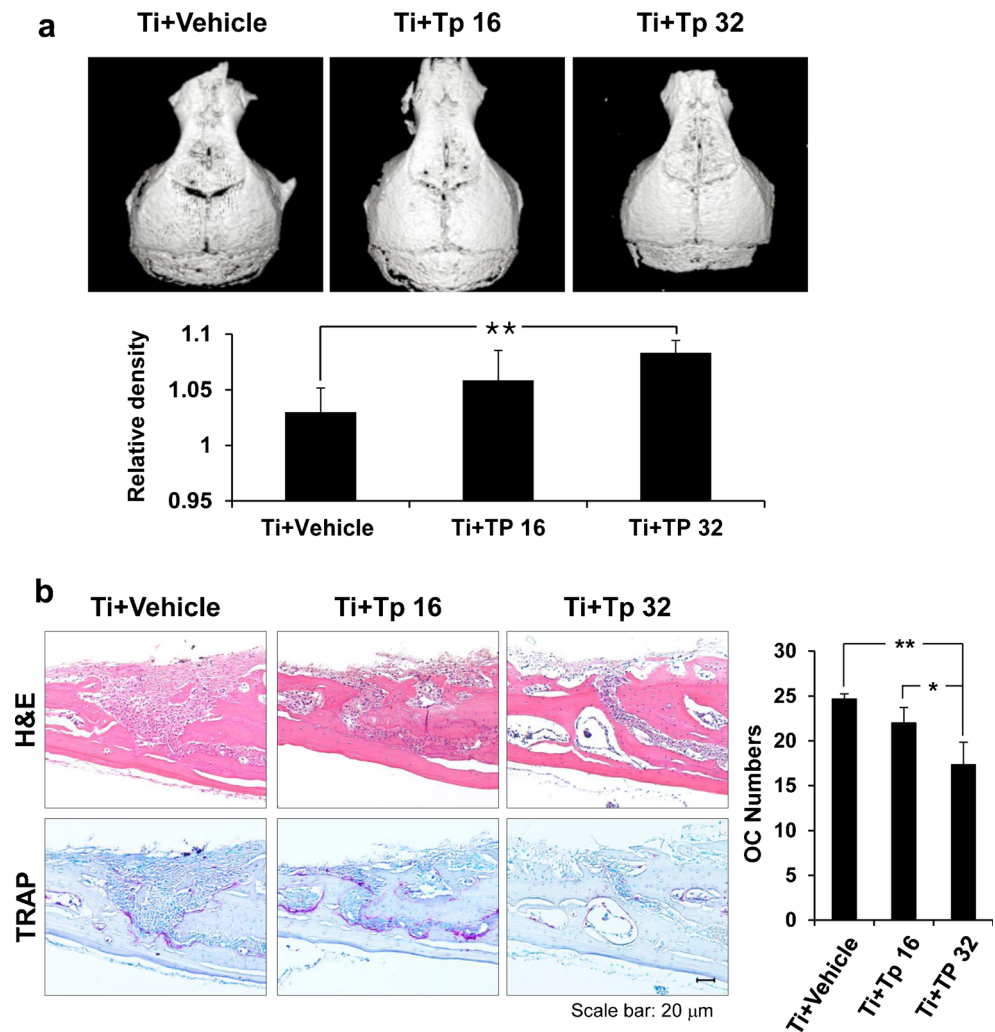 a
Ti+Vehicle Ti+Tp 16 Ti+Tp 32
**
1.1
1.05
1
0.95
Relative density
Ti+Vehicle Ti+TP 16 Ti+TP 32
b
Ti+Vehicle Ti+Tp 16 Ti+Tp 32
H&E
TRAP
Scale bar: 20 μm
**
*
30
25
20
15
10
5
0
OC Numbers
Ti+Vehicle
Ti+Tp 16
Ti+TP 32